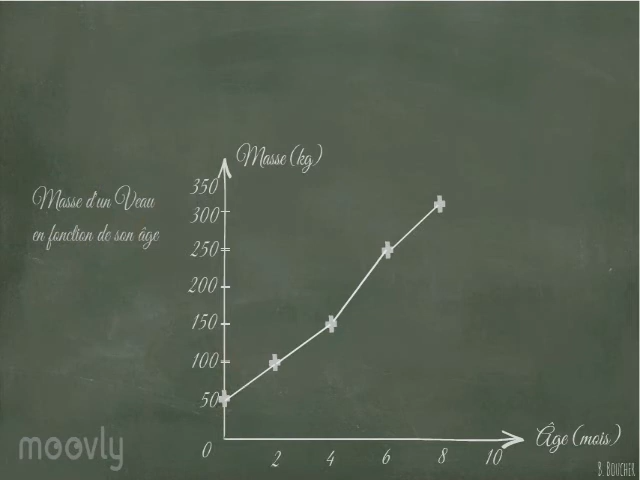 Masse (kg)
Masse d'un Veau
en fonction de son âge
350
300
250
200
150
100
50
0
2
4
6
8
10
Âge (mois)
moovly
B. Boucher